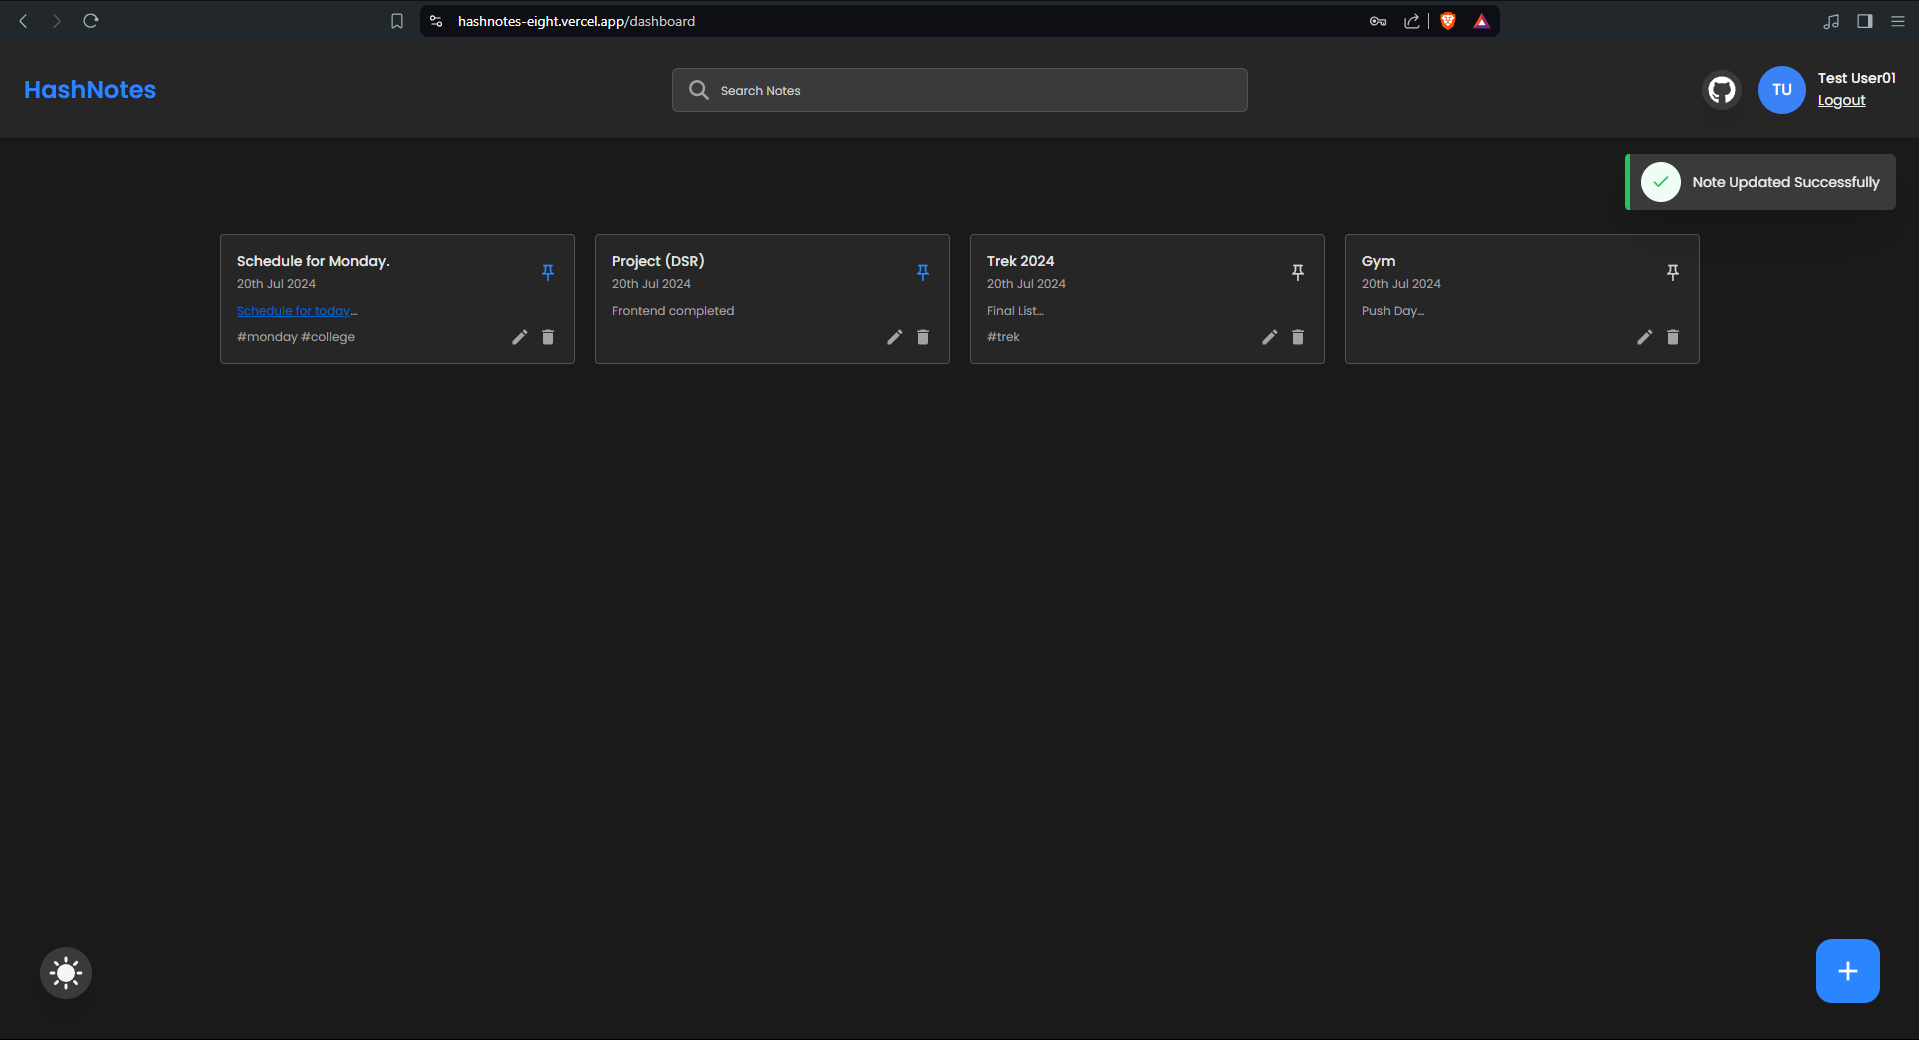 hashnotes-eight.vercel.app/dashboard
HashNotes
Search Notes
TU
Test User01
Logout
Note Updated Successfully
Schedule for Monday.
20th Jul 2024
Schedule for today...
#monday #college
Project (DSR)
20th Jul 2024
Frontend completed
Trek 2024
20th Jul 2024
Final List...
#trek
Gym
20th Jul 2024
Push Day...